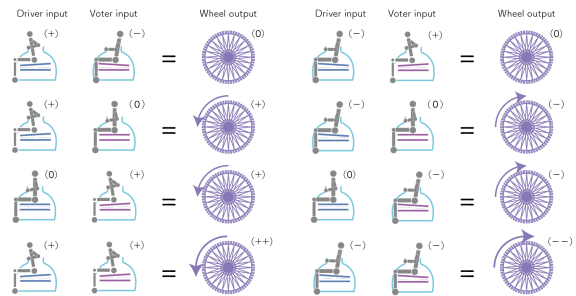 Driver input Voter input Wheel output Driver input Voter input Wheel output
(+) (-) = (0) (-) (+) = (0)
(+) (0) = (+) (-) (0) = (-)
(0) (+) = (+) (0) (-) = (-)
(+) (+) = (++) (-) (-) = (--)